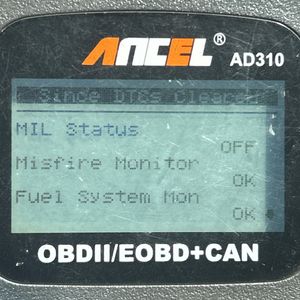 ANCEL®
AD310
Since DTCs Cleared
MIL Status
OFF
Misfire Monitor
OK
Fuel System Mon
OK
OBDII/EOBD+CAN